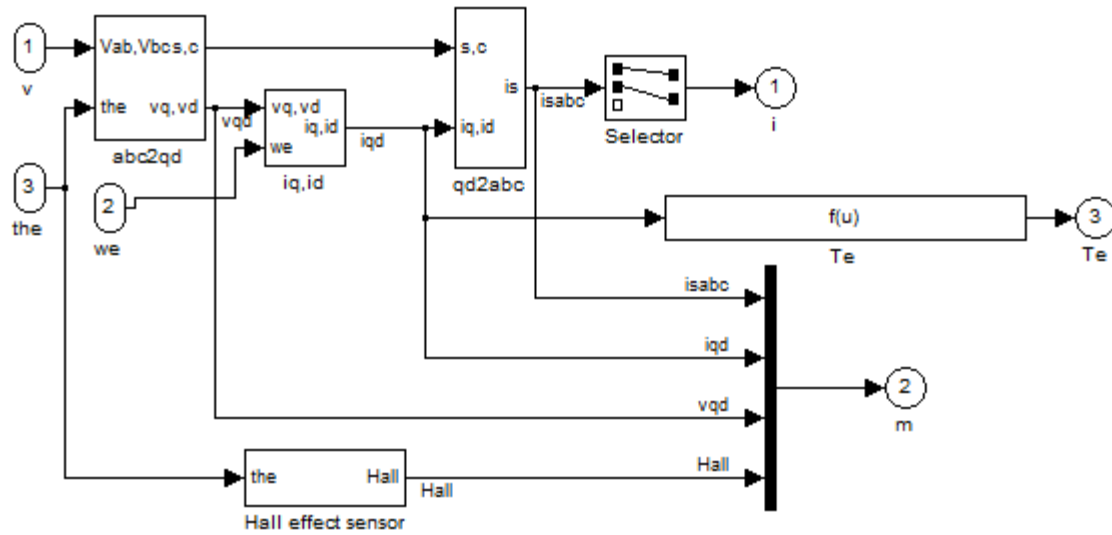 1
v
Vab,Vbcs,c
the
vq,vd
abc2qd
3
the
2
we
vqd
vq,vd
iq,id
we
iq,id
iqd
s,c
is
iq,id
qd2abc
isabc
Selector
1
i
f(u)
Te
3
Te
isabc
iqd
vqd
Hall
2
m
the
Hall
Hall
Hall effect sensor